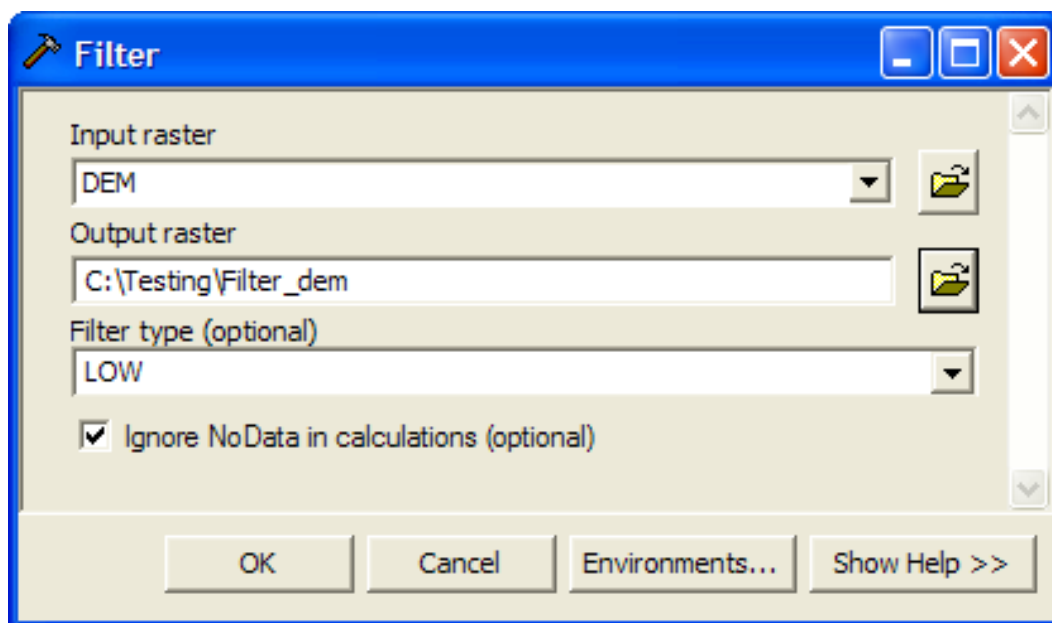 Filter
Input raster
DEM
Output raster
C:\Testing\Filter_dem
Filter type (optional)
LOW
Ignore NoData in calculations (optional)
OK Cancel Environments... Show Help >>